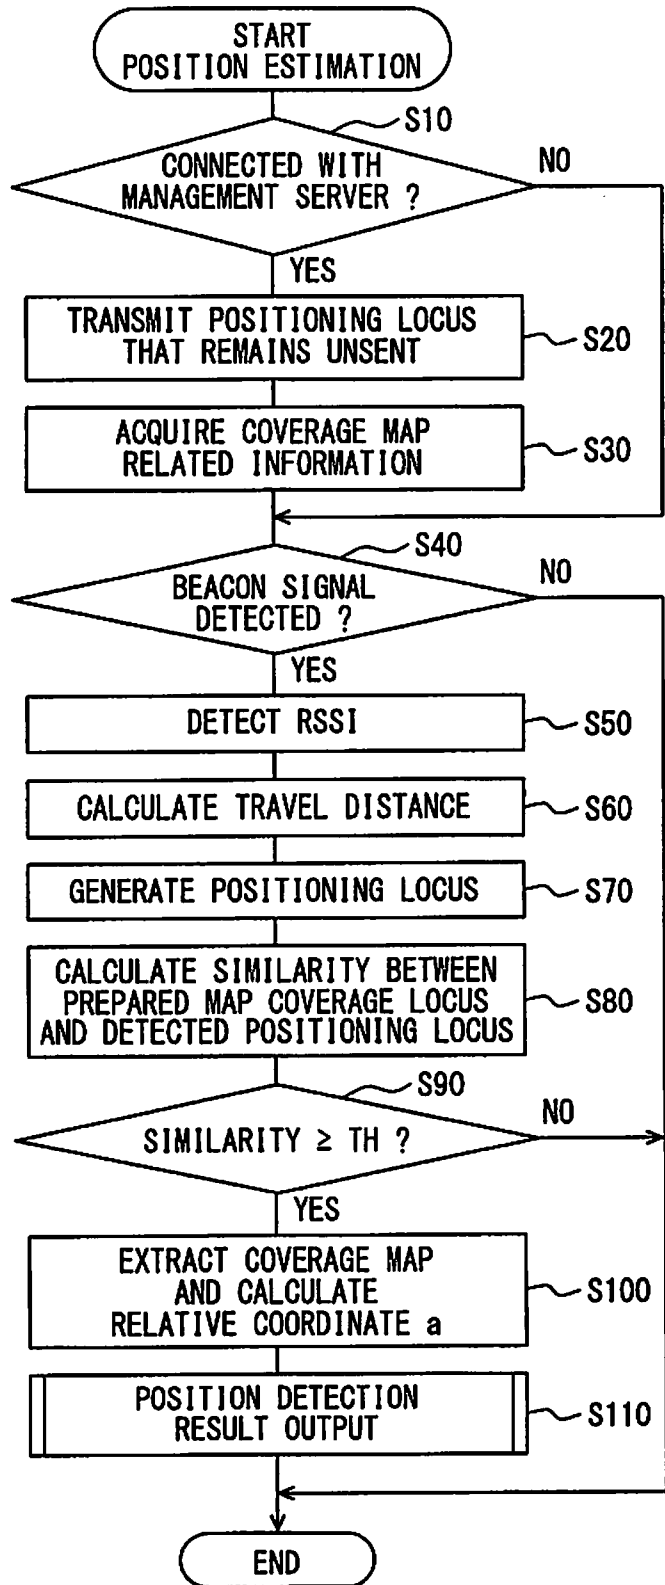 START
POSITION ESTIMATION
S10
CONNECTED WITH
MANAGEMENT SERVER ?
NO
YES
TRANSMIT POSITIONING LOCUS
THAT REMAINS UNSENT
S20
ACQUIRE COVERAGE MAP
RELATED INFORMATION
S30
S40
BEACON SIGNAL
DETECTED ?
NO
YES
DETECT RSSI
S50
CALCULATE TRAVEL DISTANCE
S60
GENERATE POSITIONING LOCUS
S70
CALCULATE SIMILARITY BETWEEN
PREPARED MAP COVERAGE LOCUS
AND DETECTED POSITIONING LOCUS
S80
S90
SIMILARITY ≥ TH ?
NO
YES
EXTRACT COVERAGE MAP
AND CALCULATE
RELATIVE COORDINATE a
S100
POSITION DETECTION
RESULT OUTPUT
S110
END